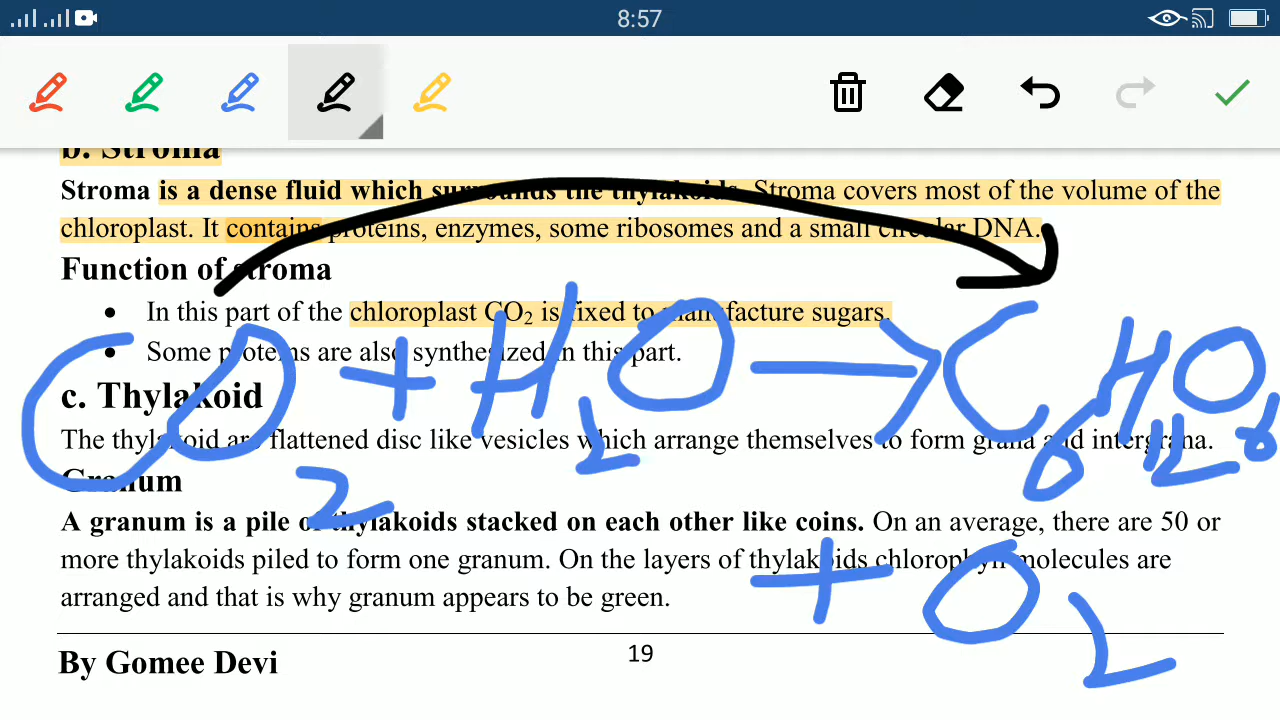 8:57
b. Stroma
Stroma is a dense fluid which surrounds the thylakoids. Stroma covers most of the volume of the
chloroplast. It contains proteins, enzymes, some ribosomes and a small circular DNA.
Function of stroma
• In this part of the chloroplast CO₂ is fixed to manufacture sugars.
• Some proteins are also synthesized in this part.
CO₂ + H₂O → C₆H₁₂O₆
c. Thylakoid
The thylakoid are flattened disc like vesicles which arrange themselves to form grana and intergrana.
Granum
A granum is a pile of thylakoids stacked on each other like coins. On an average, there are 50 or
more thylakoids piled to form one granum. On the layers of thylakoids chlorophyll molecules are
+ O₂
arranged and that is why granum appears to be green.
19
By Gomee Devi